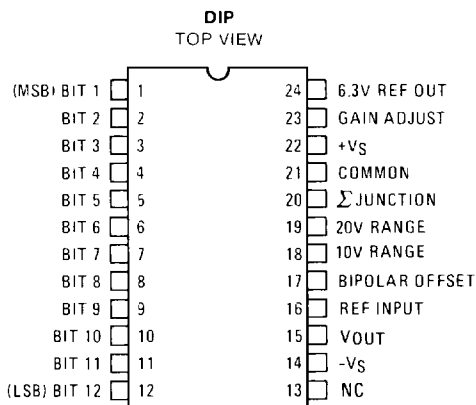 DIP
TOP VIEW
(MSB) BIT 1 1 24 6.3V REF OUT
BIT 2 2 23 GAIN ADJUST
BIT 3 3 22 +VS
BIT 4 4 21 COMMON
BIT 5 5 20 Σ JUNCTION
BIT 6 6 19 20V RANGE
BIT 7 7 18 10V RANGE
BIT 8 8 17 BIPOLAR OFFSET
BIT 9 9 16 REF INPUT
BIT 10 10 15 VOUT
BIT 11 11 14 -VS
(LSB) BIT 12 12 13 NC